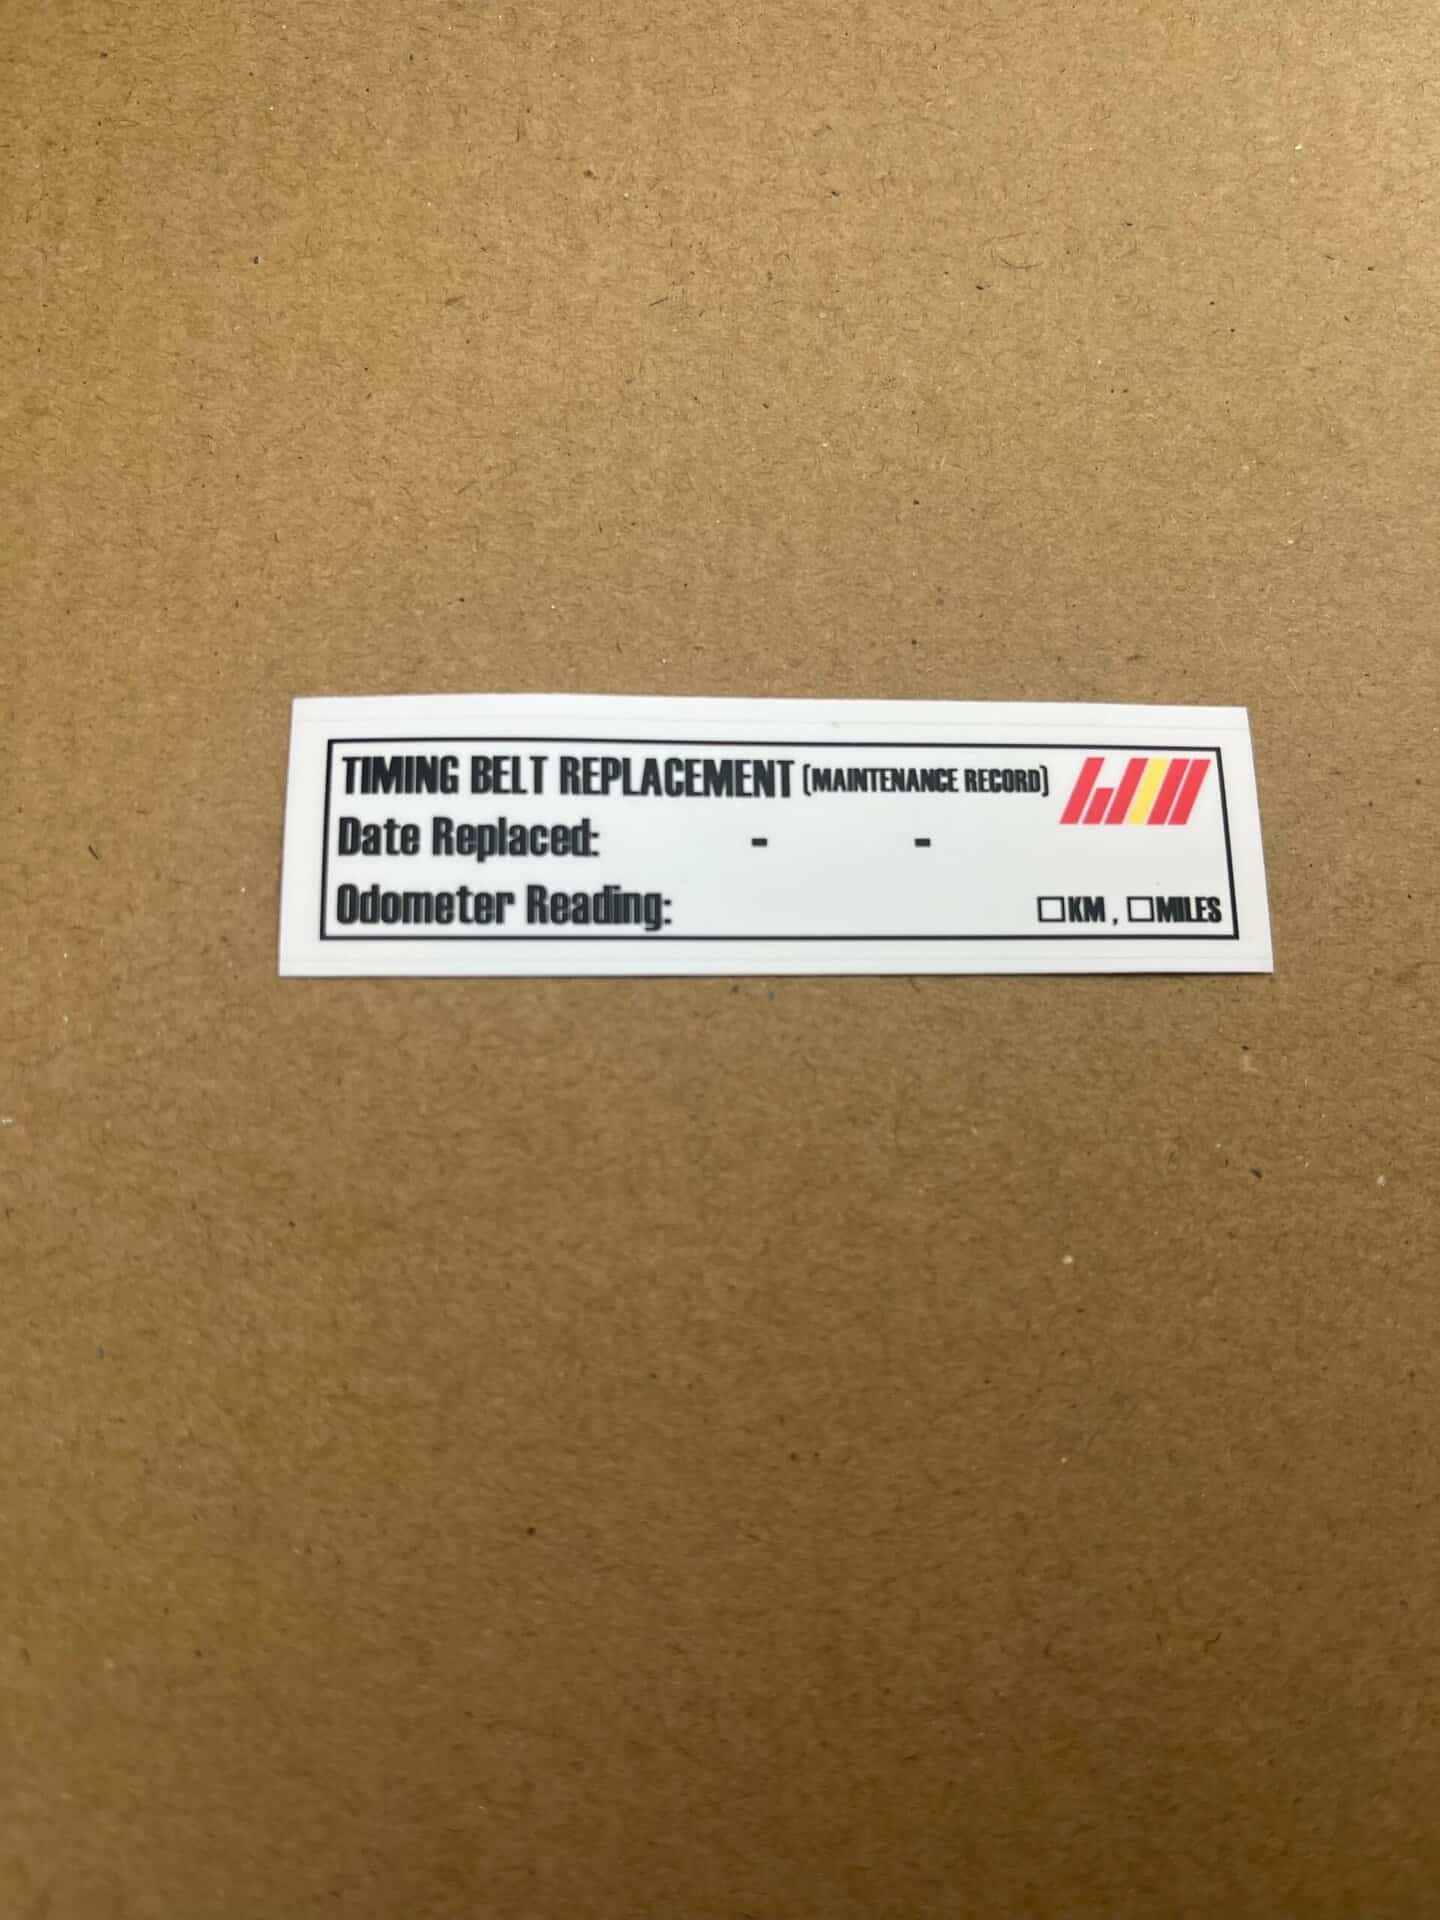 TIMING BELT REPLACEMENT (MAINTENANCE RECORD)
Date Replaced: - -
Odometer Reading: □KM, □MILES